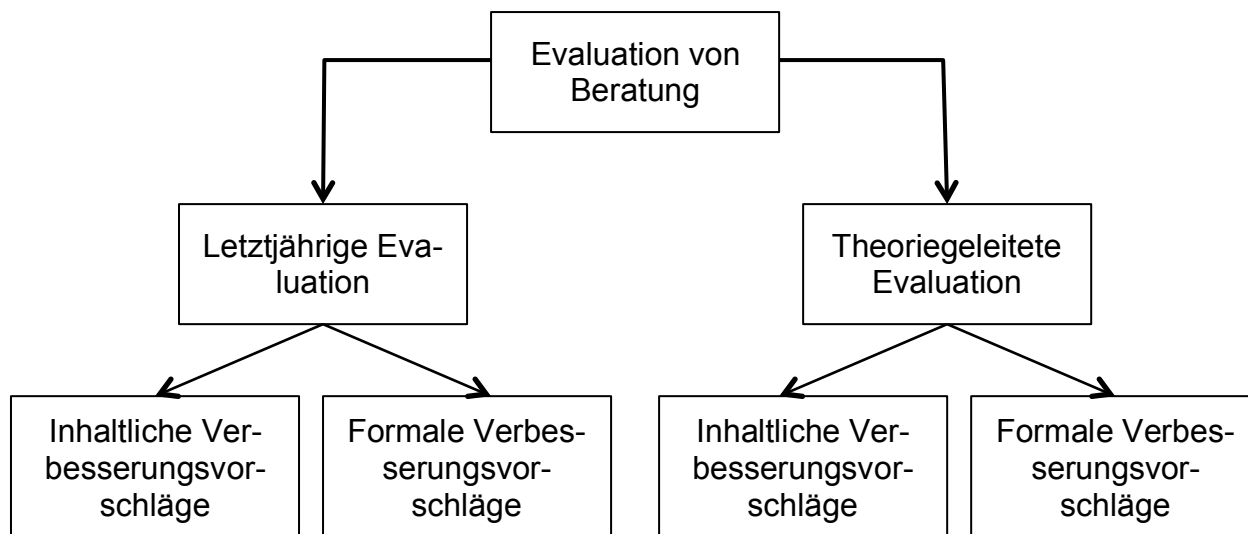 Evaluation von
Beratung
Letztjährige Eva-
luation
Theoriegeleitete
Evaluation
Inhaltliche Ver-
besserungsvor-
schläge
Formale Verbes-
serungsvor-
schläge
Inhaltliche Ver-
besserungsvor-
schläge
Formale Verbes-
serungsvor-
schläge